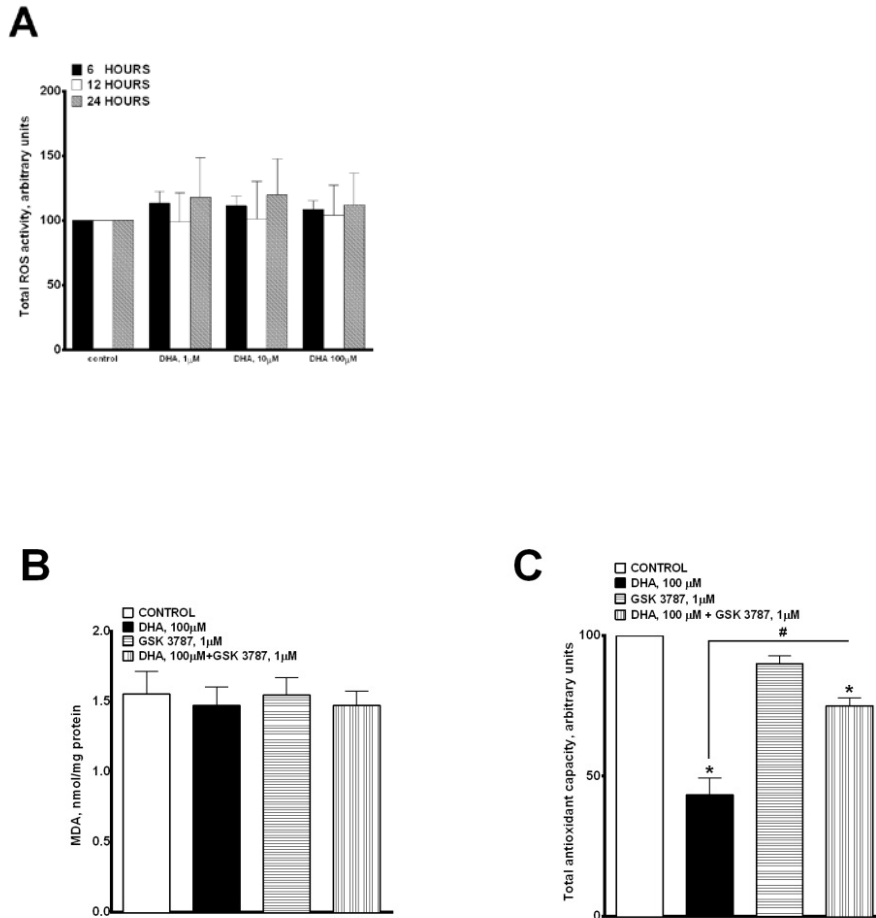 A
6 HOURS
12 HOURS
24 HOURS
Total ROS activity, arbitrary units
200
150
100
50
0
control
DHA, 1μM
DHA, 10μM
DHA 100μM
B
CONTROL
DHA, 100μM
GSK 3787, 1μM
DHA, 100μM+GSK 3787, 1μM
MDA, nmol/mg protein
2.0
1.5
1.0
0.5
0.0
C
CONTROL
DHA, 100 μM
GSK 3787, 1μM
DHA, 100 μM + GSK 3787, 1μM
Total antioxidant capacity, arbitrary units
100
50
0
#
*
*